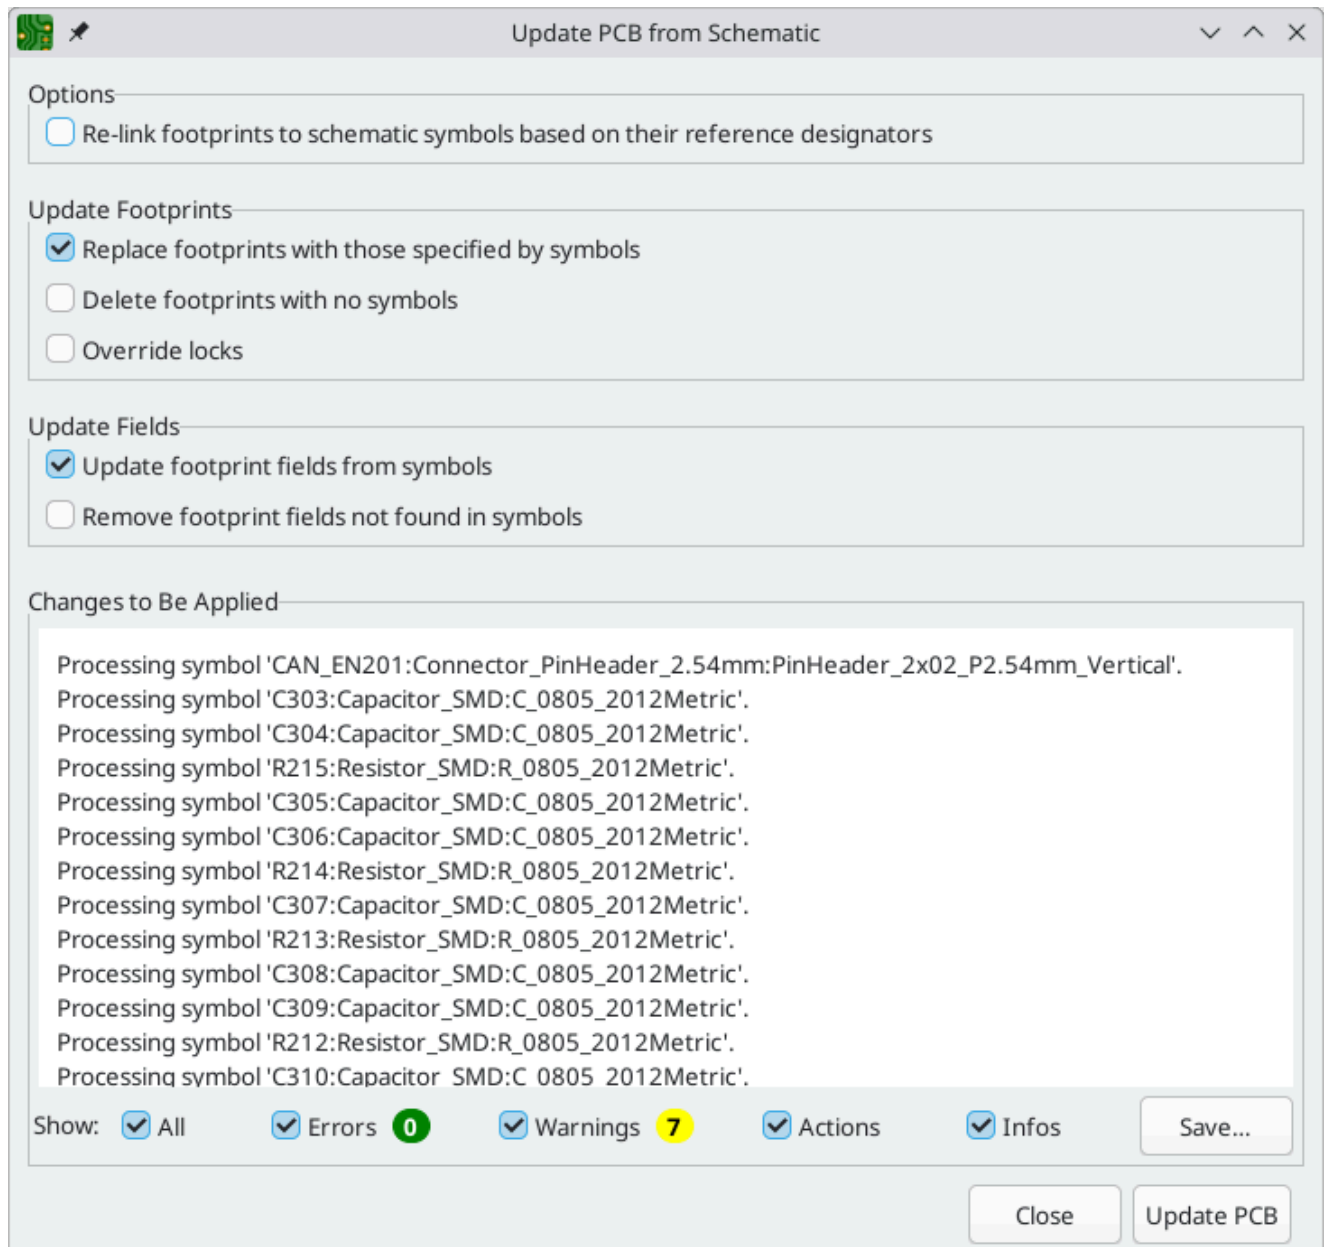 Update PCB from Schematic
Options
Re-link footprints to schematic symbols based on their reference designators
Update Footprints
Replace footprints with those specified by symbols
Delete footprints with no symbols
Override locks
Update Fields
Update footprint fields from symbols
Remove footprint fields not found in symbols
Changes to Be Applied
Processing symbol 'CAN_EN201:Connector_PinHeader_2.54mm:PinHeader_2x02_P2.54mm_Vertical'.
Processing symbol 'C303:Capacitor_SMD:C_0805_2012Metric'.
Processing symbol 'C304:Capacitor_SMD:C_0805_2012Metric'.
Processing symbol 'R215:Resistor_SMD:R_0805_2012Metric'.
Processing symbol 'C305:Capacitor_SMD:C_0805_2012Metric'.
Processing symbol 'C306:Capacitor_SMD:C_0805_2012Metric'.
Processing symbol 'R214:Resistor_SMD:R_0805_2012Metric'.
Processing symbol 'C307:Capacitor_SMD:C_0805_2012Metric'.
Processing symbol 'R213:Resistor_SMD:R_0805_2012Metric'.
Processing symbol 'C308:Capacitor_SMD:C_0805_2012Metric'.
Processing symbol 'C309:Capacitor_SMD:C_0805_2012Metric'.
Processing symbol 'R212:Resistor_SMD:R_0805_2012Metric'.
Processing symbol 'C310:Capacitor_SMD:C_0805_2012Metric'.
Show: All Errors 0 Warnings 7 Actions Infos Save...
Close Update PCB